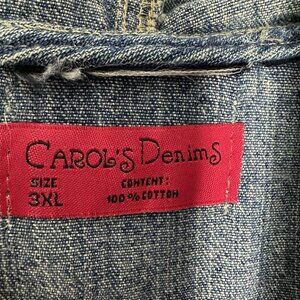 CAROL'S DenimS
SIZE
3XL
CONTENT:
100% COTTON